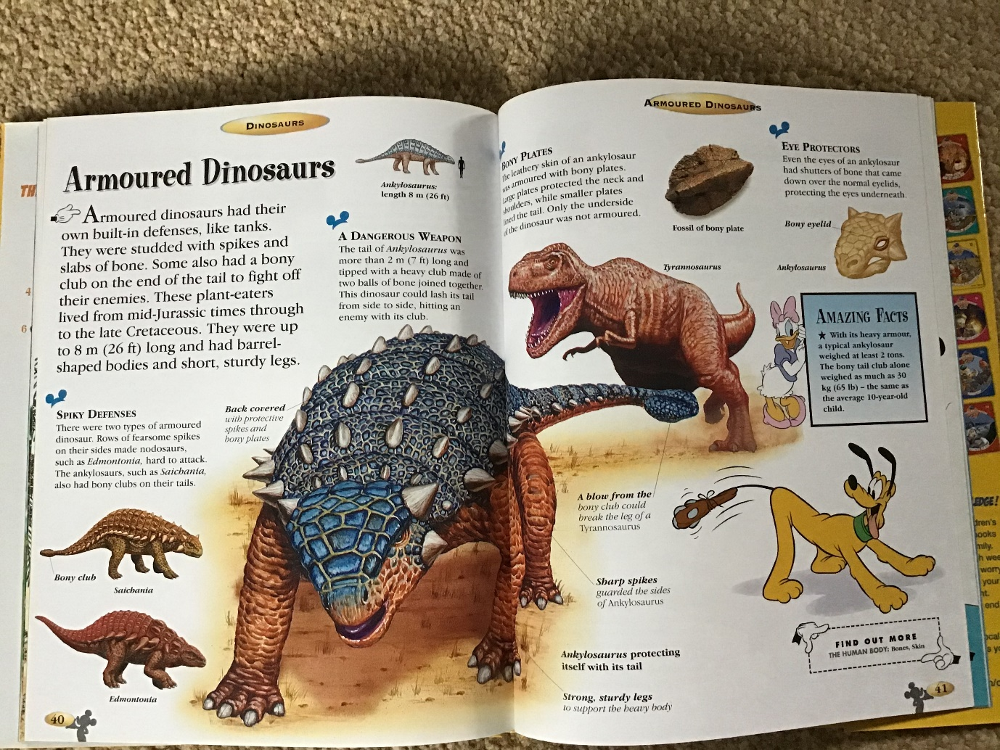 DINOSAURS
Armoured Dinosaurs
Armoured dinosaurs had their
own built-in defenses, like tanks.
They were studded with spikes and
slabs of bone. Some also had a bony
club on the end of the tail to fight off
their enemies. These plant-eaters
lived from mid-Jurassic times through
to the late Cretaceous. They were up
to 8 m (26 ft) long and had barrel-
shaped bodies and short, sturdy legs.
Ankylosaurus:
length 8 m (26 ft)
A DANGEROUS WEAPON
The tail of Ankylosaurus was
more than 2 m (7 ft) long and
tipped with a heavy club made of
two balls of bone joined together.
This dinosaur could lash its tail
from side to side, hitting an
enemy with its club.
SPIKY DEFENSES
There were two types of armoured
dinosaur. Rows of fearsome spikes
on their sides made nodosaurs,
such as Edmontonia, hard to attack.
The ankylosaurs, such as Saichania,
also had bony clubs on their tails.
Back covered
with protective
spikes and
bony plates
Bony club
Saichania
Edmontonia
40
ARMOURED DINOSAURS
BONY PLATES
The leathery skin of an ankylosaur
was armoured with bony plates.
Large plates protected the neck and
shoulders, while smaller plates
lined the tail. Only the underside
of the dinosaur was not armoured.
Fossil of bony plate
EYE PROTECTORS
Even the eyes of an ankylosaur
had shutters of bone that came
down over the normal eyelids,
protecting the eyes underneath.
Bony eyelid
Ankylosaurus
Tyrannosaurus
AMAZING FACTS
★ With its heavy armour,
a typical ankylosaur
weighed at least 2 tons.
The bony tail club alone
weighed as much as 30
kg (65 lb) – the same as
the average 10-year-old
child.
A blow from the
bony club could
break the leg of a
Tyrannosaurus
Sharp spikes
guarded the sides
of Ankylosaurus
Ankylosaurus protecting
itself with its tail
Strong, sturdy legs
to support the heavy body
FIND OUT MORE
THE HUMAN BODY: Bones, Skin
41